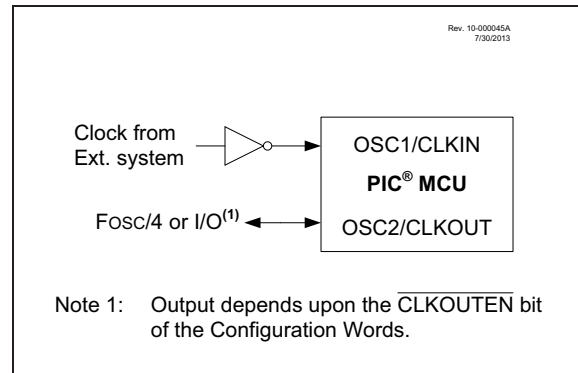 Rev. 10-000045A
7/30/2013
Clock from
Ext. system
OSC1/CLKIN
PIC® MCU
FOSC/4 or I/O(1)
OSC2/CLKOUT
Note 1: Output depends upon the CLKOUTEN bit
of the Configuration Words.